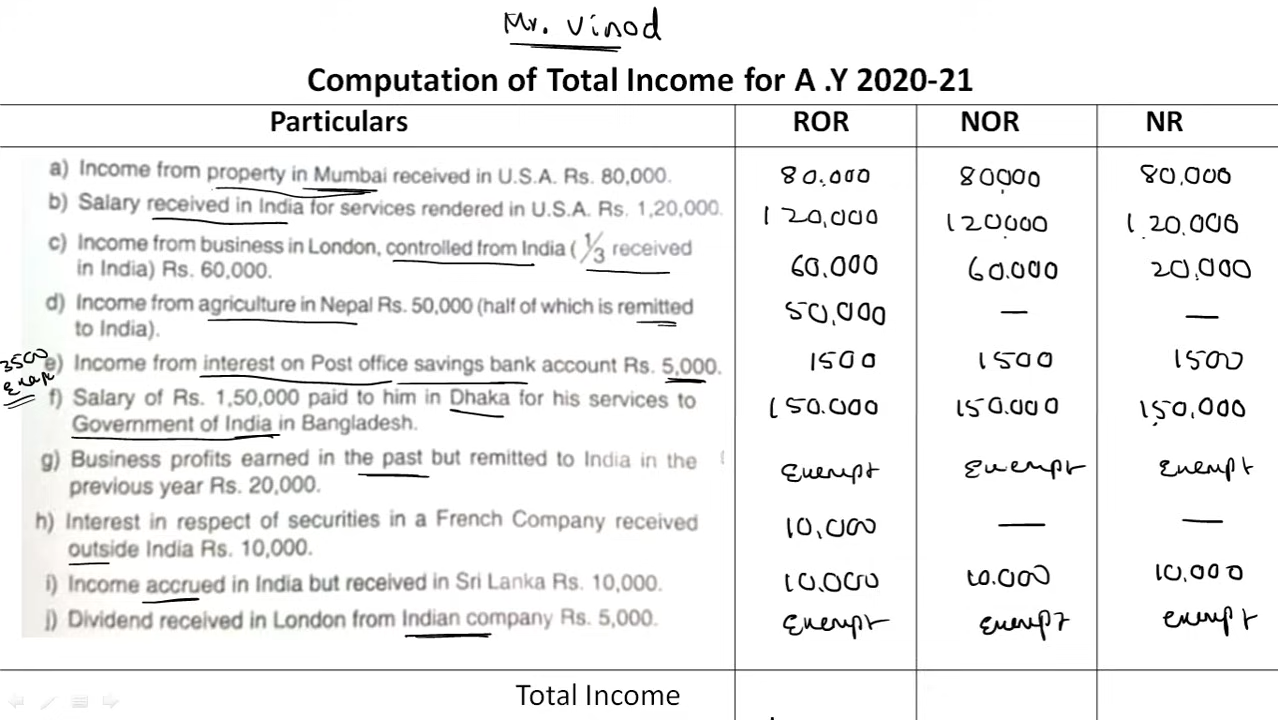 Mr. Vinod
Computation of Total Income for A .Y 2020-21
Particulars ROR NOR NR
a) Income from property in Mumbai received in U.S.A. Rs. 80,000. 80,000 80000 80,000
b) Salary received in India for services rendered in U.S.A. Rs. 1,20,000. 120,000 120000 1,20,000
c) Income from business in London, controlled from India (1/3 received
in India) Rs. 60,000. 60,000 60,000 20,000
d) Income from agriculture in Nepal Rs. 50,000 (half of which is remitted 50,000 — —
to India).
3500
Exempt
e) Income from interest on Post office savings bank account Rs. 5,000. 1500 1500 1500
f) Salary of Rs. 1,50,000 paid to him in Dhaka for his services to 150,000 150,000 150,000
Government of India in Bangladesh.
g) Business profits earned in the past but remitted to India in the Exempt Exempt Exempt
previous year Rs. 20,000.
h) Interest in respect of securities in a French Company received 10,000 — —
outside India Rs. 10,000.
i) Income accrued in India but received in Sri Lanka Rs. 10,000. 10,000 10,000 10,000
j) Dividend received in London from Indian company Rs. 5,000. Exempt Exempt Exempt
Total Income